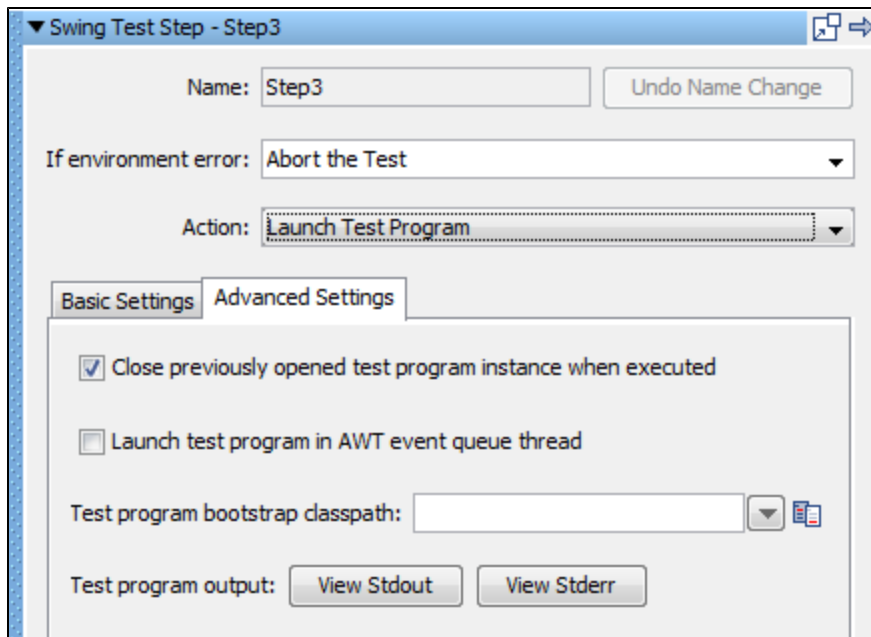 Swing Test Step - Step3
Name: Step3 Undo Name Change
If environment error: Abort the Test
Action: Launch Test Program
Basic Settings Advanced Settings
Close previously opened test program instance when executed
Launch test program in AWT event queue thread
Test program bootstrap classpath:
Test program output: View Stdout View Stderr